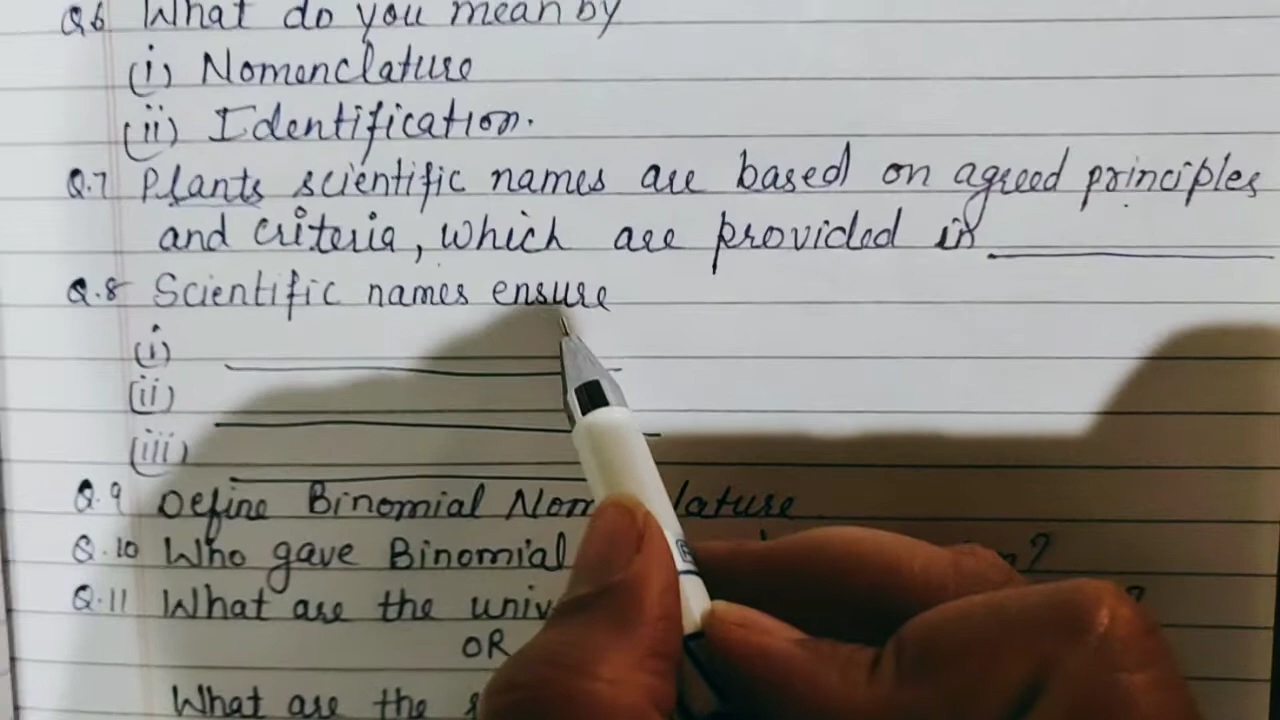 Q.6 What do you mean by
(i) Nomenclature
(ii) Identification.
Q.7 Plants scientific names are based on agreed principles
and criteria, which are provided in
Q.8 Scientific names ensure
(i)
(ii)
(iii)
Q.9 Define Binomial
Q.10 Who gave Binomial ?
Q.11 What are the ?
OR
What are the